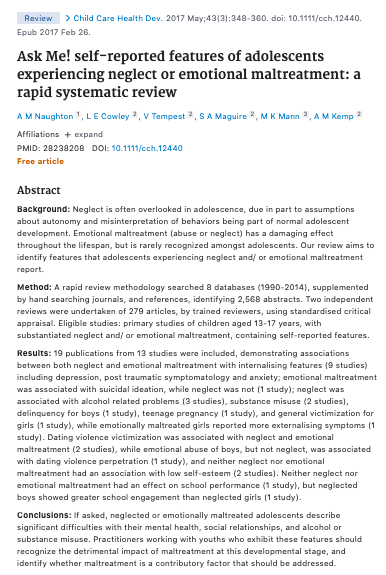 Review > Child Care Health Dev. 2017 May;43(3):348-360. doi: 10.1111/cch.12440.
Epub 2017 Feb 26.
Ask Me! self-reported features of adolescents
experiencing neglect or emotional maltreatment: a
rapid systematic review
A M Naughton 1, L E Cowley 2, V Tempest 2, S A Maguire 2, M K Mann 3, A M Kemp 2
Affiliations + expand
PMID: 28238208 DOI: 10.1111/cch.12440
Free article
Abstract
Background: Neglect is often overlooked in adolescence, due in part to assumptions
about autonomy and misinterpretation of behaviors being part of normal adolescent
development. Emotional maltreatment (abuse or neglect) has a damaging effect
throughout the lifespan, but is rarely recognized amongst adolescents. Our review aims to
identify features that adolescents experiencing neglect and/ or emotional maltreatment
report.
Method: A rapid review methodology searched 8 databases (1990-2014), supplemented
by hand searching journals, and references, identifying 2,568 abstracts. Two independent
reviews were undertaken of 279 articles, by trained reviewers, using standardised critical
appraisal. Eligible studies: primary studies of children aged 13-17 years, with
substantiated neglect and/ or emotional maltreatment, containing self-reported features.
Results: 19 publications from 13 studies were included, demonstrating associations
between both neglect and emotional maltreatment with internalising features (9 studies)
including depression, post traumatic symptomatology and anxiety; emotional maltreatment
was associated with suicidal ideation, while neglect was not (1 study); neglect was
associated with alcohol related problems (3 studies), substance misuse (2 studies),
delinquency for boys (1 study), teenage pregnancy (1 study), and general victimization for
girls (1 study), while emotionally maltreated girls reported more externalising symptoms (1
study). Dating violence victimization was associated with neglect and emotional
maltreatment (2 studies), while emotional abuse of boys, but not neglect, was associated
with dating violence perpetration (1 study), and neither neglect nor emotional
maltreatment had an association with low self-esteem (2 studies). Neither neglect nor
emotional maltreatment had an effect on school performance (1 study), but neglected
boys showed greater school engagement than neglected girls (1 study).
Conclusions: If asked, neglected or emotionally maltreated adolescents describe
significant difficulties with their mental health, social relationships, and alcohol or
substance misuse. Practitioners working with youths who exhibit these features should
recognize the detrimental impact of maltreatment at this developmental stage, and
identify whether maltreatment is a contributory factor that should be addressed.